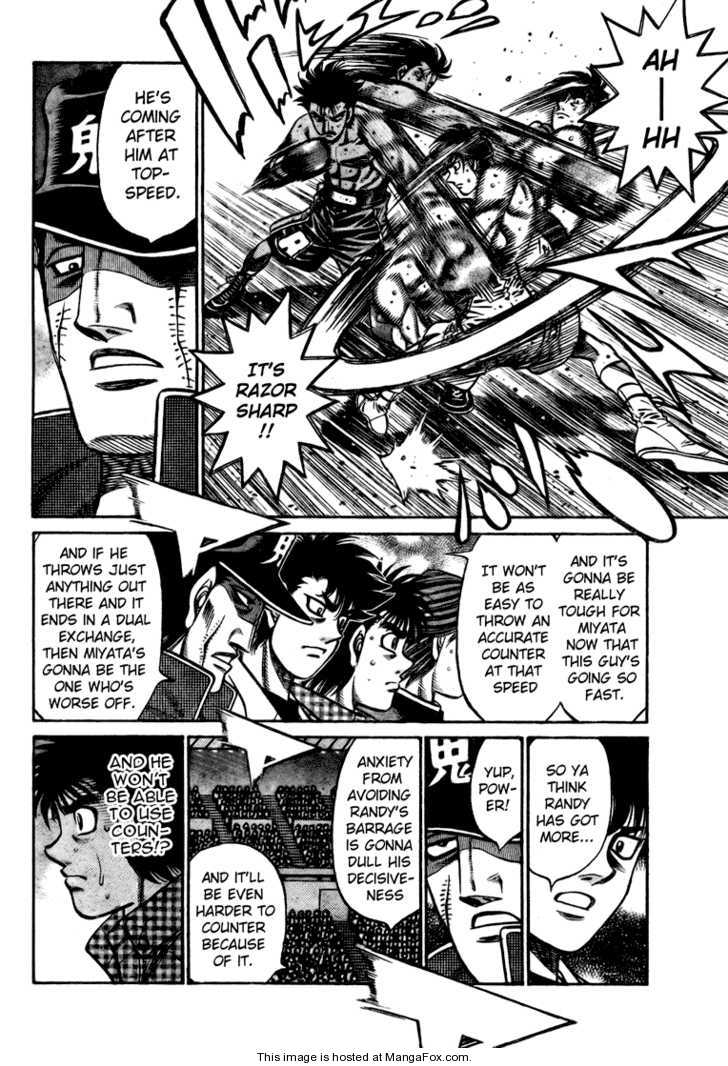 AH
|
HH
HE'S
COMING
AFTER
HIM AT
TOP-
SPEED.
鬼
IT'S
RAZOR
SHARP
!!
AND IT'S
GONNA BE
REALLY
TOUGH FOR
MIYATA
NOW THAT
THIS GUY'S
GOING SO
FAST.
IT WON'T
BE AS
EASY TO
THROW AN
ACCURATE
COUNTER
AT THAT
SPEED
AND IF HE
THROWS JUST
ANYTHING OUT
THERE AND IT
ENDS IN A DUAL
EXCHANGE,
THEN MIYATA'S
GONNA BE THE
ONE WHO'S
WORSE OFF.
SO YA
THINK
RANDY
HAS GOT
MORE...
鬼
YUP,
POW-
ER!
ANXIETY
FROM
AVOIDING
RANDY'S
BARRAGE
IS GONNA
DULL HIS
DECISIVE-
NESS
AND IT'LL
BE EVEN
HARDER TO
COUNTER
BECAUSE
OF IT.
AND HE
WON'T
BE ABLE
TO USE
COUN-
TERS!?
This image is hosted at MangaFox.com.